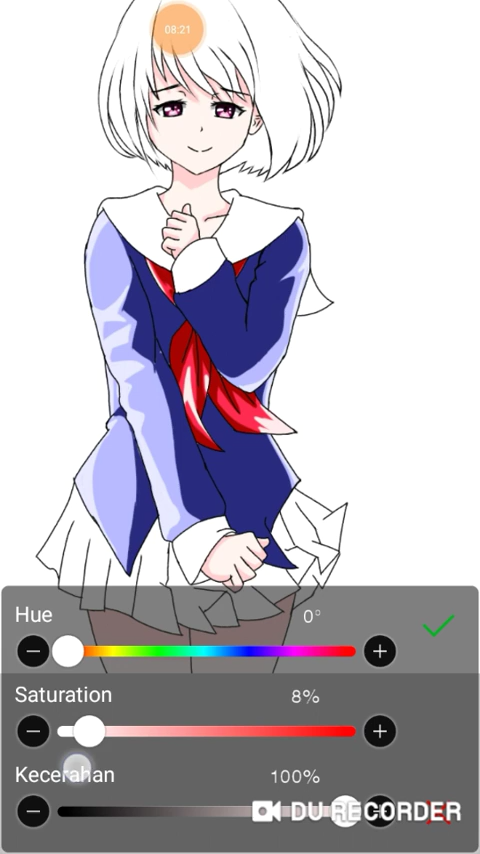 08:21
Hue 0°
Saturation 8%
Kecerahan 100%
DU RECORDER